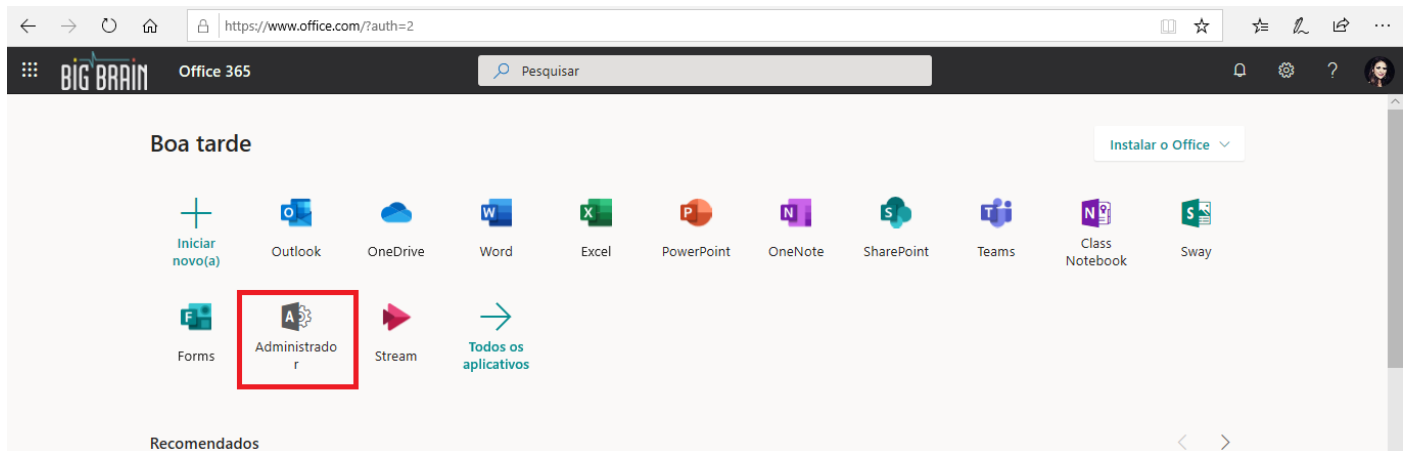 https://www.office.com/?auth=2
BIG BRAIN Office 365 Pesquisar ?
Boa tarde
Instalar o Office
Iniciar novo(a)
Outlook
OneDrive
Word
Excel
PowerPoint
OneNote
SharePoint
Teams
Class Notebook
Sway
Forms
Administrado
r
Stream
Todos os
aplicativos
Recomendados